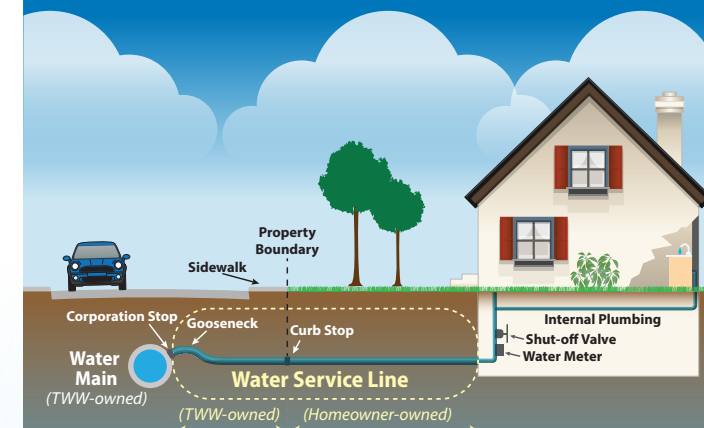 Property
Boundary
Sidewalk
Corporation Stop
Gooseneck
Curb Stop
Internal Plumbing
Shut-off Valve
Water Meter
Water
Main
(TWW-owned)
Water Service Line
(TWW-owned)
(Homeowner-owned)